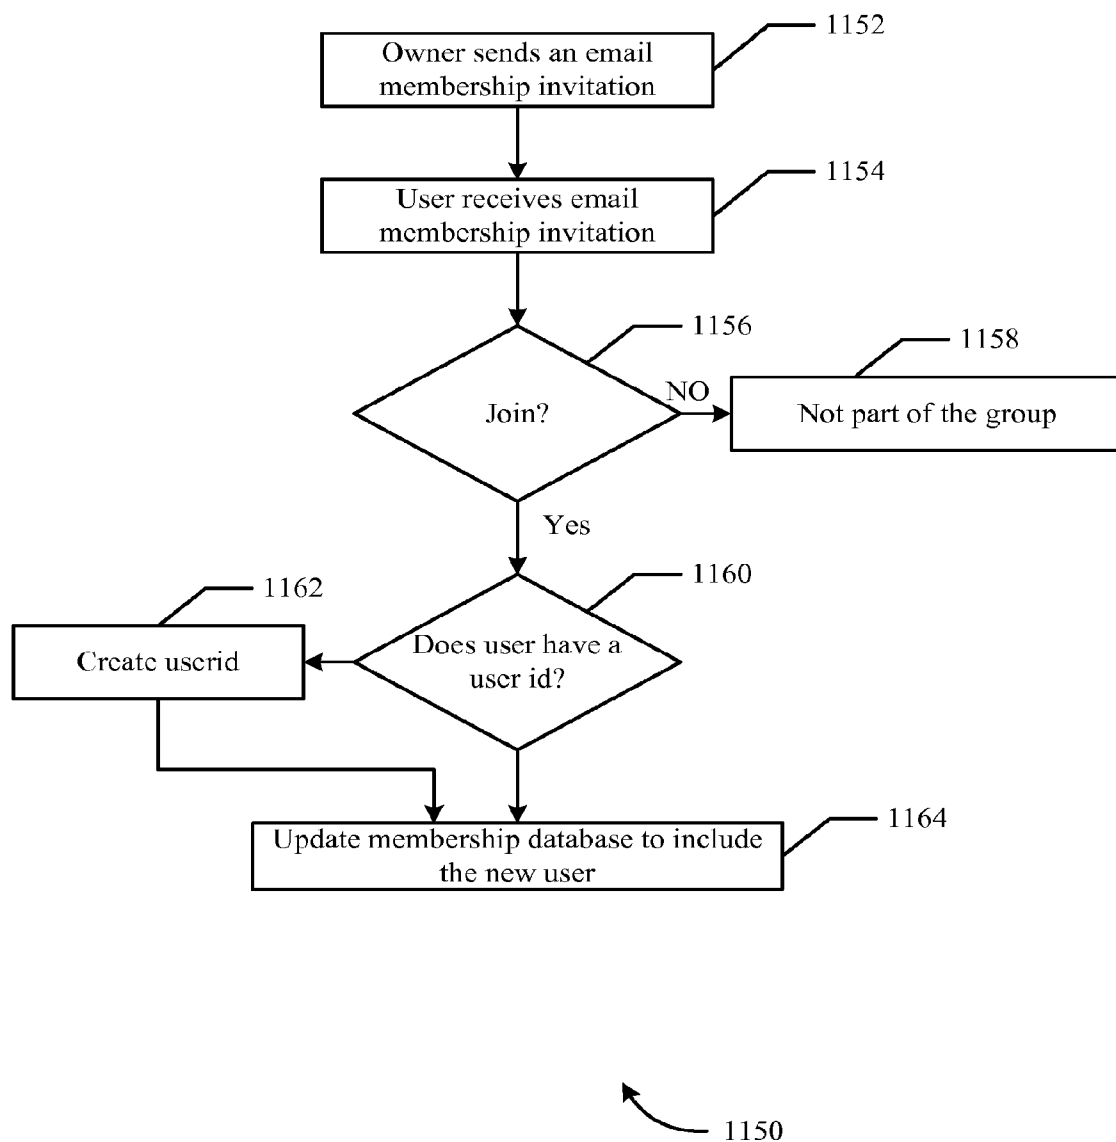 1152
Owner sends an email
membership invitation
1154
User receives email
membership invitation
1156
1158
Join?
NO
Not part of the group
Yes
1160
1162
Does user have a
user id?
Create userid
1164
Update membership database to include
the new user
1150